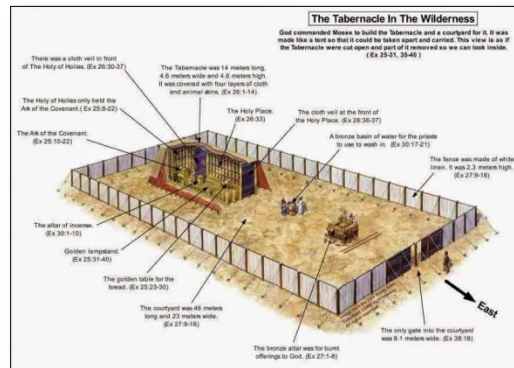 The Tabernacle In The Wilderness
God commanded Moses to build the Tabernacle and a courtyard for it. It was
made like a tent so that it could be taken apart and carried. This view is as if
the Tabernacle were cut open and part of it removed so we can look inside.
( Ex 25-31, 35-40 )
There was a cloth veil in front
of The Holy of Holies. (Ex 26:30-37)
The Tabernacle was 14 meters long,
4.6 meters wide and 4.6 meters high.
It was covered with four layers of cloth
and animal skins. (Ex 26:1-14)
The Holy of Holies only held the
Ark of the Covenant.( Ex 25:8-22)
The Holy Place.
(Ex 26:33)
The cloth veil at the front of
the Holy Place. (Ex 26:36-37)
The Ark of the Covenant.
(Ex 25:10-22)
A bronze basin of water for the priests
to use to wash in. (Ex 30:17-21)
The fence was made of white
linen. It was 2.3 meters high.
(Ex 27:9-18)
The altar of incense.
(Ex 30:1-10)
Golden lampstand.
(Ex 25:31-40)
The golden table for the
bread. (Ex 25:23-30)
The courtyard was 46 meters
long and 23 meters wide.
(Ex 27:9-18)
The bronze altar was for burnt
offerings to God. (Ex 27:1-8)
The only gate into the courtyard
was 9.1 meters wide. (Ex 38:18)
East